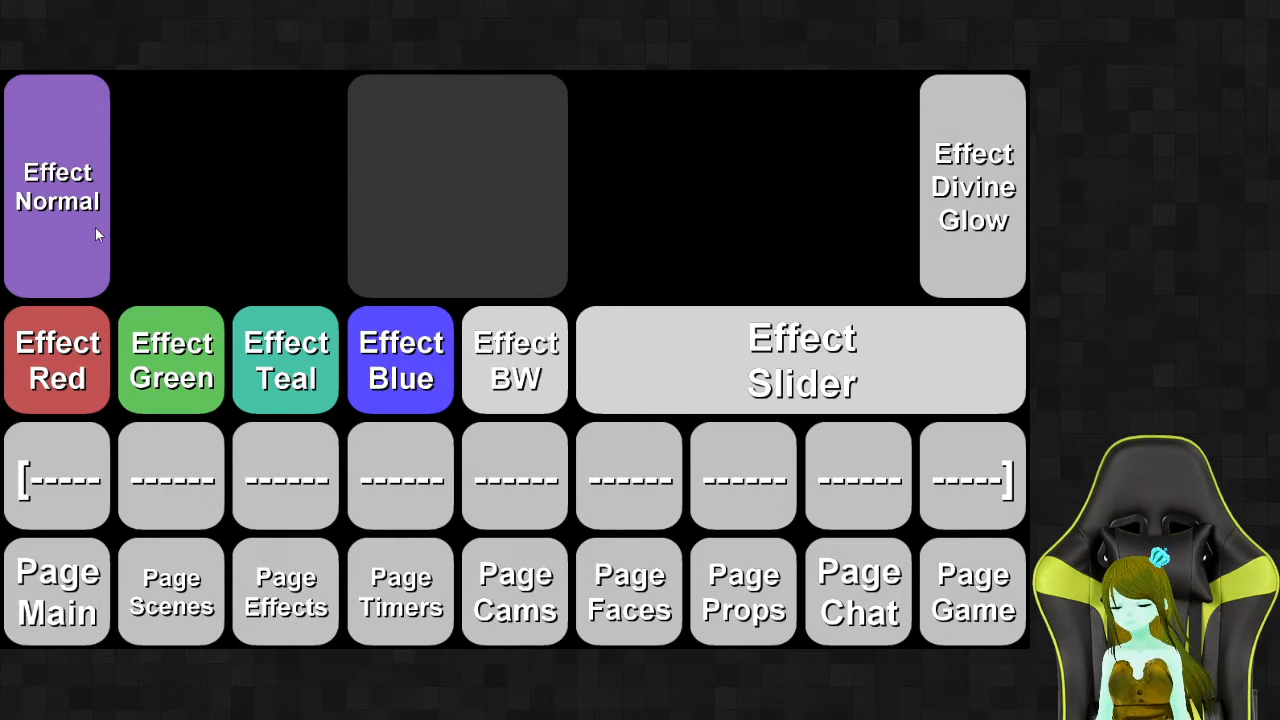 Effect
Normal
Effect
Divine
Glow
Effect
Red
Effect
Green
Effect
Teal
Effect
Blue
Effect
BW
Effect
Slider
[-----
------
------
------
------
------
------
------
-----]
Page
Main
Page
Scenes
Page
Effects
Page
Timers
Page
Cams
Page
Faces
Page
Props
Page
Chat
Page
Game